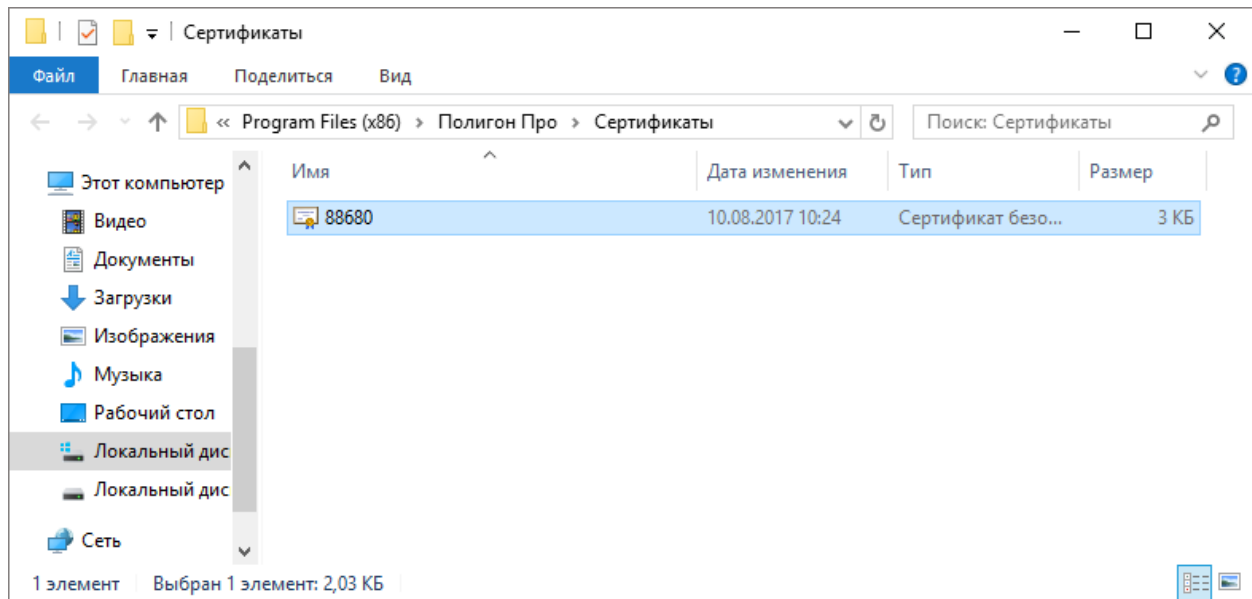 Сертификаты
Файл Главная Поделиться Вид
« Program Files (x86) › Полигон Про › Сертификаты Поиск: Сертификаты
Имя Дата изменения Тип Размер
88680 10.08.2017 10:24 Сертификат безо... 3 КБ
Этот компьютер
Видео
Документы
Загрузки
Изображения
Музыка
Рабочий стол
Локальный дис
Локальный дис
Сеть
1 элемент Выбран 1 элемент: 2,03 КБ